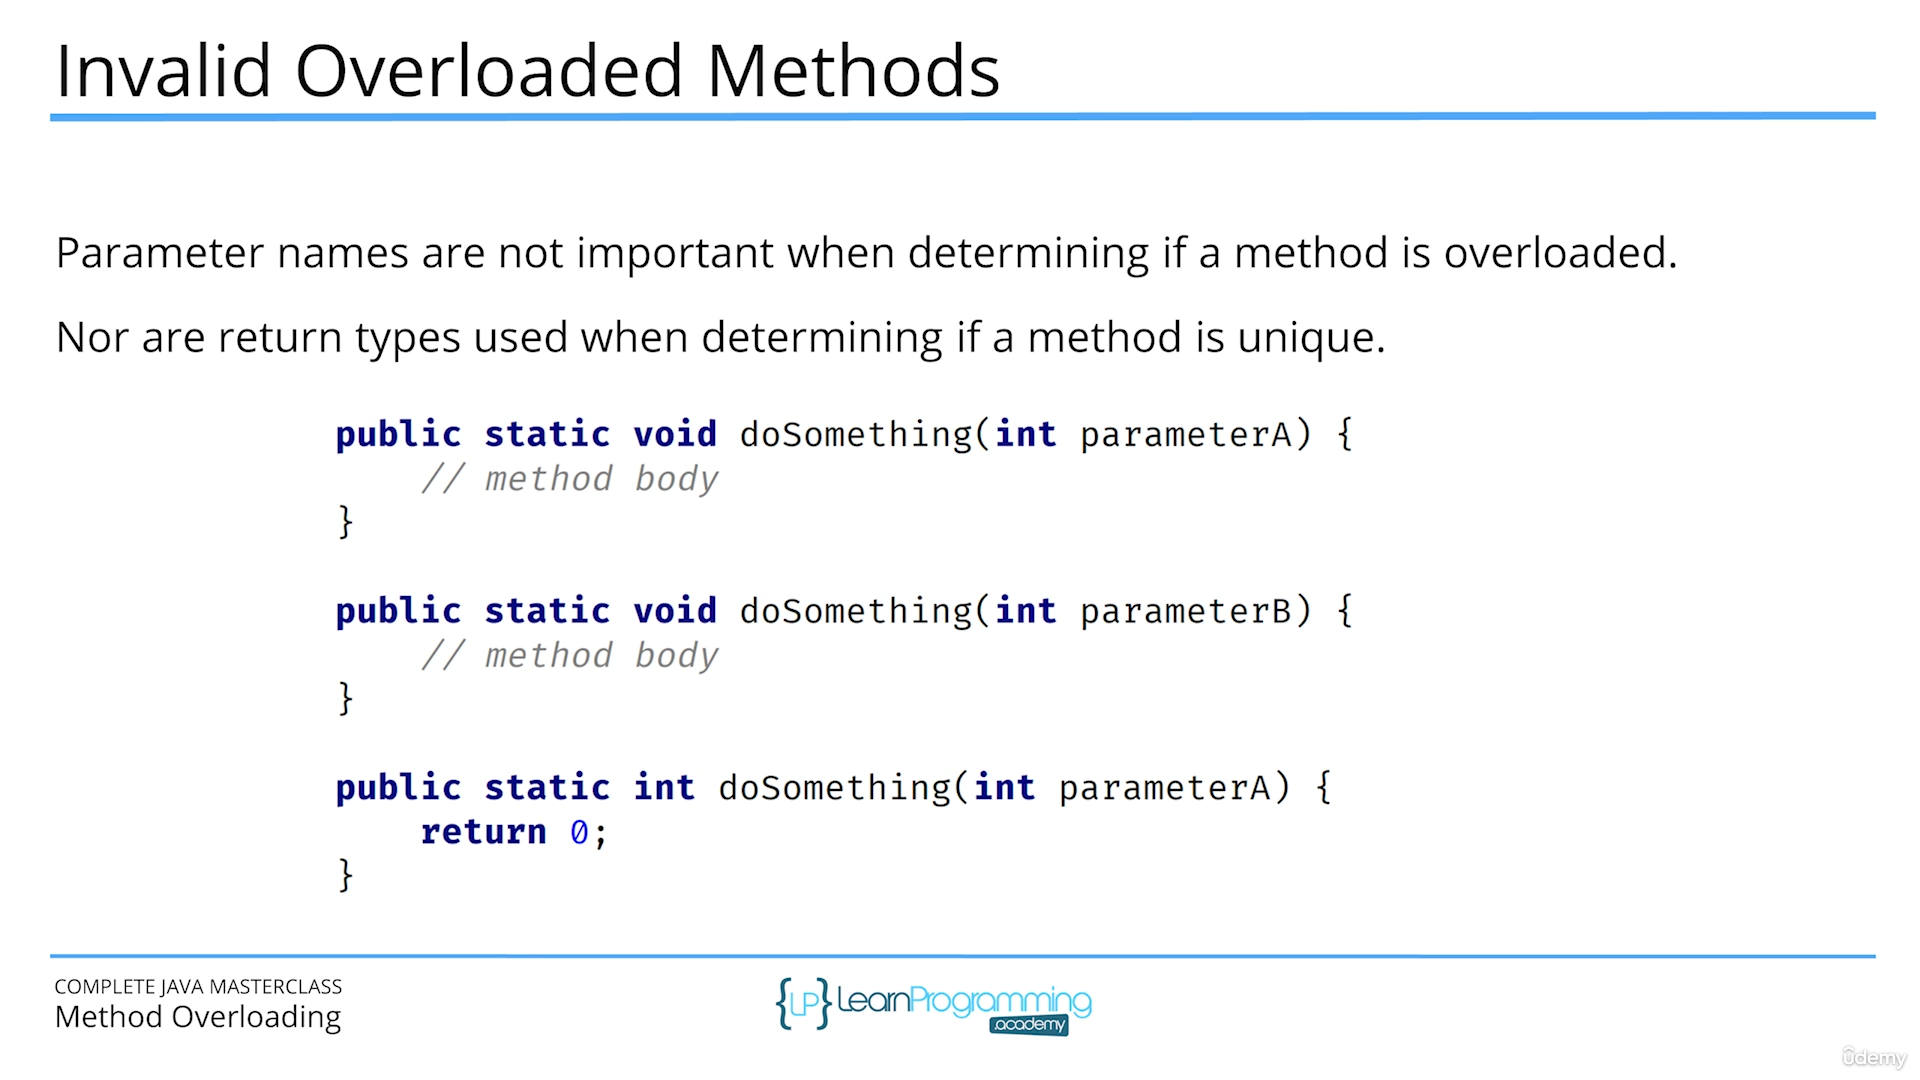 Invalid Overloaded Methods
Parameter names are not important when determining if a method is overloaded.
Nor are return types used when determining if a method is unique.
public static void doSomething(int parameterA) {
    // method body
}
public static void doSomething(int parameterB) {
    // method body
}
public static int doSomething(int parameterA) {
    return 0;
}
COMPLETE JAVA MASTERCLASS
Method Overloading
{LP} LearnProgramming
.academy
ûdemy